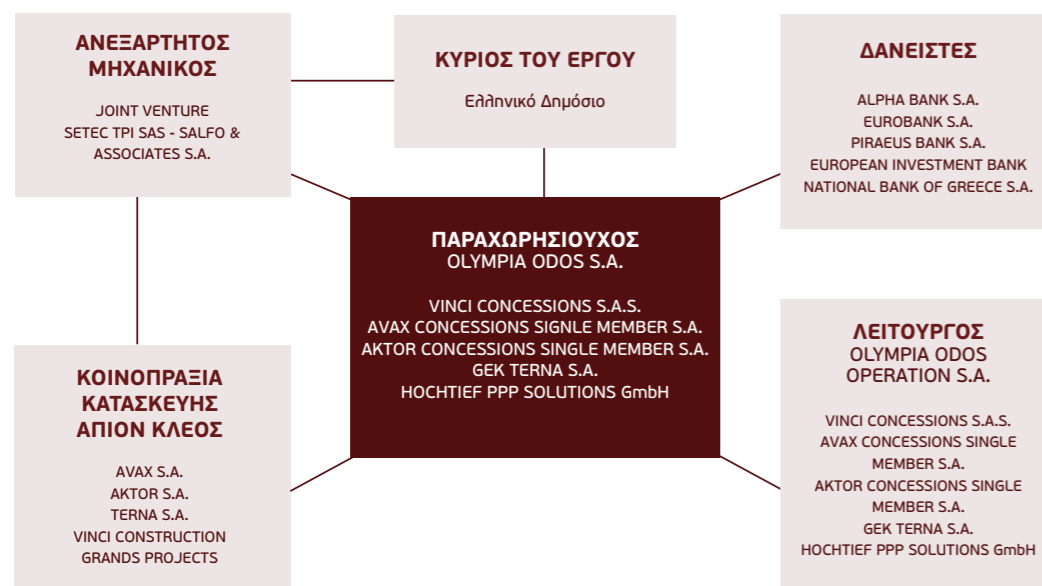 ΑΝΕΞΑΡΤΗΤΟΣ
ΜΗΧΑΝΙΚΟΣ
JOINT VENTURE
SETEC TPI SAS - SALFO &
ASSOCIATES S.A.
ΚΥΡΙΟΣ ΤΟΥ ΕΡΓΟΥ
Ελληνικό Δημόσιο
ΔΑΝΕΙΣΤΕΣ
ALPHA BANK S.A.
EUROBANK S.A.
PIRAEUS BANK S.A.
EUROPEAN INVESTMENT BANK
NATIONAL BANK OF GREECE S.A.
ΠΑΡΑΧΩΡΗΣΙΟΥΧΟΣ
OLYMPIA ODOS S.A.
VINCI CONCESSIONS S.A.S.
AVAX CONCESSIONS SIGNLE MEMBER S.A.
AKTOR CONCESSIONS SINGLE MEMBER S.A.
GEK TERNA S.A.
HOCHTIEF PPP SOLUTIONS GmbH
ΚΟΙΝΟΠΡΑΞΙΑ
ΚΑΤΑΣΚΕΥΗΣ
ΑΠΙΟΝ ΚΛΕΟΣ
AVAX S.A.
AKTOR S.A.
TERNA S.A.
VINCI CONSTRUCTION
GRANDS PROJECTS
ΛΕΙΤΟΥΡΓΟΣ
OLYMPIA ODOS
OPERATION S.A.
VINCI CONCESSIONS S.A.S.
AVAX CONCESSIONS SINGLE
MEMBER S.A.
AKTOR CONCESSIONS SINGLE
MEMBER S.A.
GEK TERNA S.A.
HOCHTIEF PPP SOLUTIONS GmbH